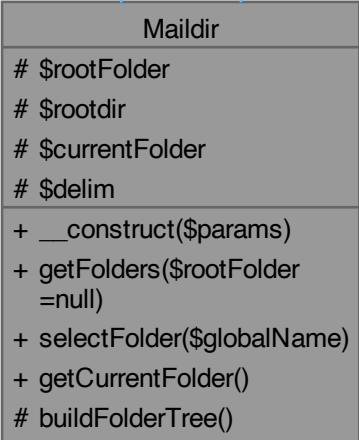 Maildir
# $rootFolder
# $rootdir
# $currentFolder
# $delim
+ __construct($params)
+ getFolders($rootFolder
=null)
+ selectFolder($globalName)
+ getCurrentFolder()
# buildFolderTree()